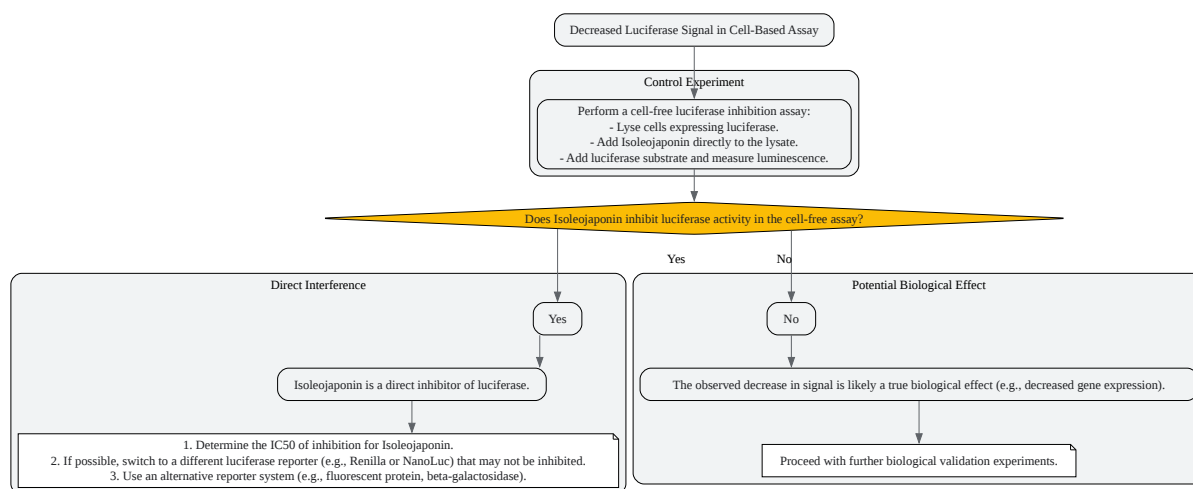 Decreased Luciferase Signal in Cell-Based Assay
Control Experiment
Perform a cell-free luciferase inhibition assay:
- Lyse cells expressing luciferase.
- Add Isoleojaponin directly to the lysate.
- Add luciferase substrate and measure luminescence.
Does Isoleojaponin inhibit luciferase activity in the cell-free assay?
Yes
No
Direct Interference
Yes
Isoleojaponin is a direct inhibitor of luciferase.
1. Determine the IC50 of inhibition for Isoleojaponin.
2. If possible, switch to a different luciferase reporter (e.g., Renilla or NanoLuc) that may not be inhibited.
3. Use an alternative reporter system (e.g., fluorescent protein, beta-galactosidase).
Potential Biological Effect
No
The observed decrease in signal is likely a true biological effect (e.g., decreased gene expression).
Proceed with further biological validation experiments.